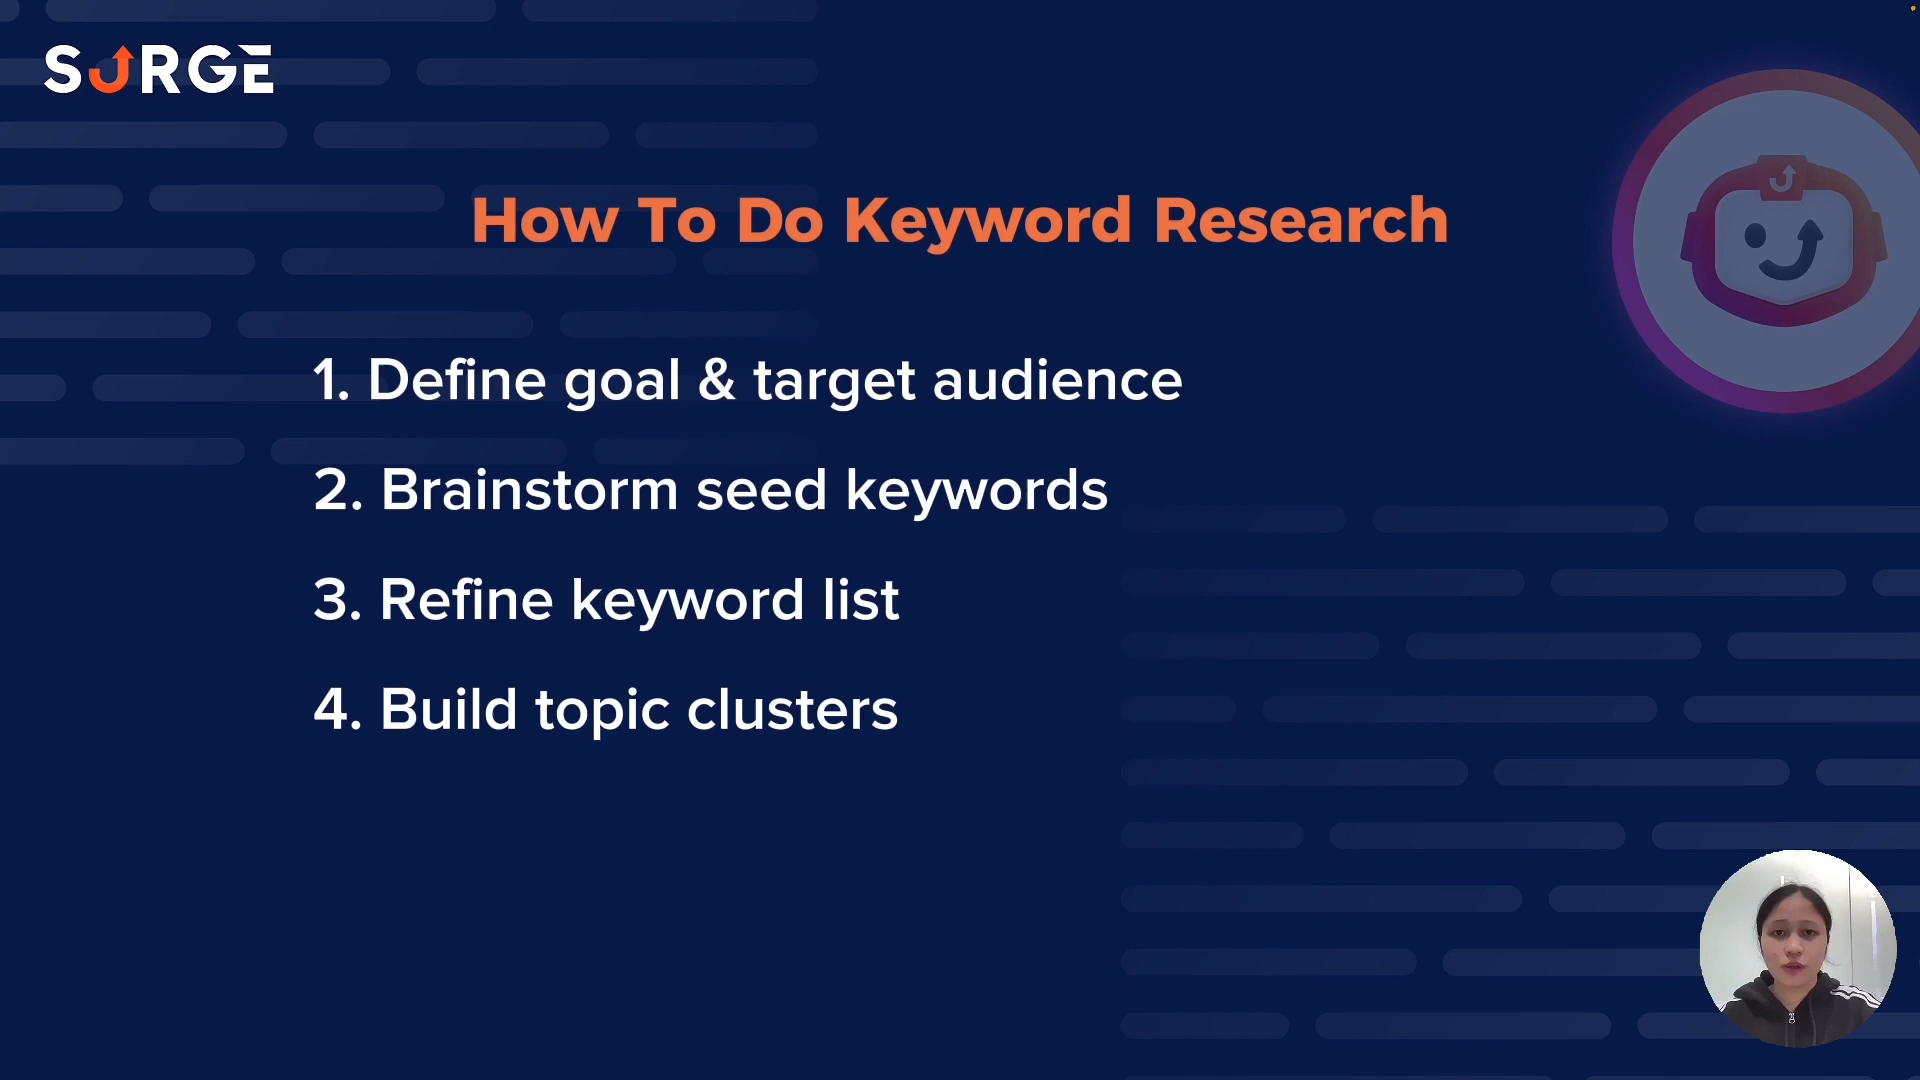 SURGE
How To Do Keyword Research
1. Define goal & target audience
2. Brainstorm seed keywords
3. Refine keyword list
4. Build topic clusters